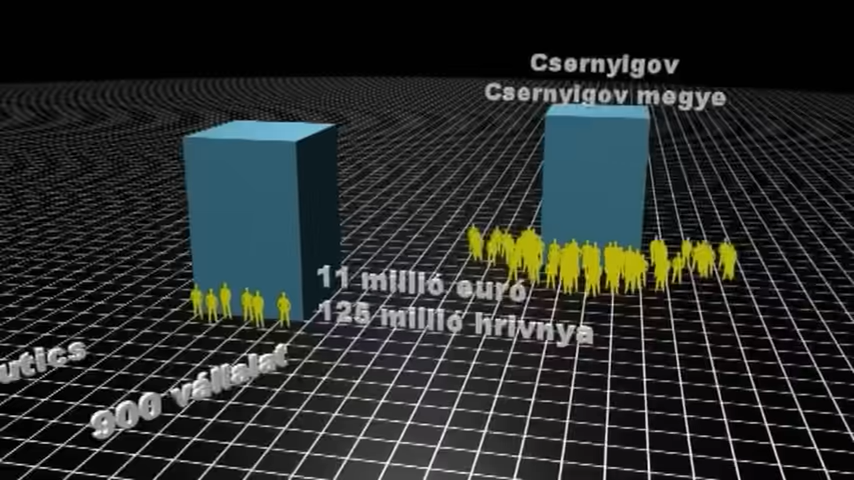 Csernyigov
Csernyigov megye
11 millió euró
125 millió hrivnya
utics
900 vállalat